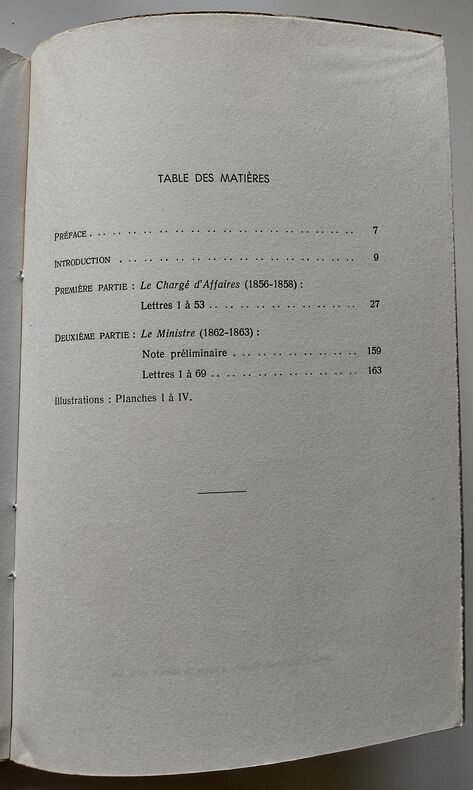 TABLE DES MATIÈRES
PRÉFACE . . . . . . . . . . . . . . . . . . . . . . . . . . . . 7
INTRODUCTION . . . . . . . . . . . . . . . . . . . . . . . . . 9
PREMIÈRE PARTIE : Le Chargé d'Affaires (1856-1858) :
Lettres 1 à 53 . . . . . . . . . . . . . . . . 27
DEUXIÈME PARTIE : Le Ministre (1862-1863) :
Note préliminaire . . . . . . . . . . . . . . 159
Lettres 1 à 69 . . . . . . . . . . . . . . . . 163
Illustrations : Planches I à IV.